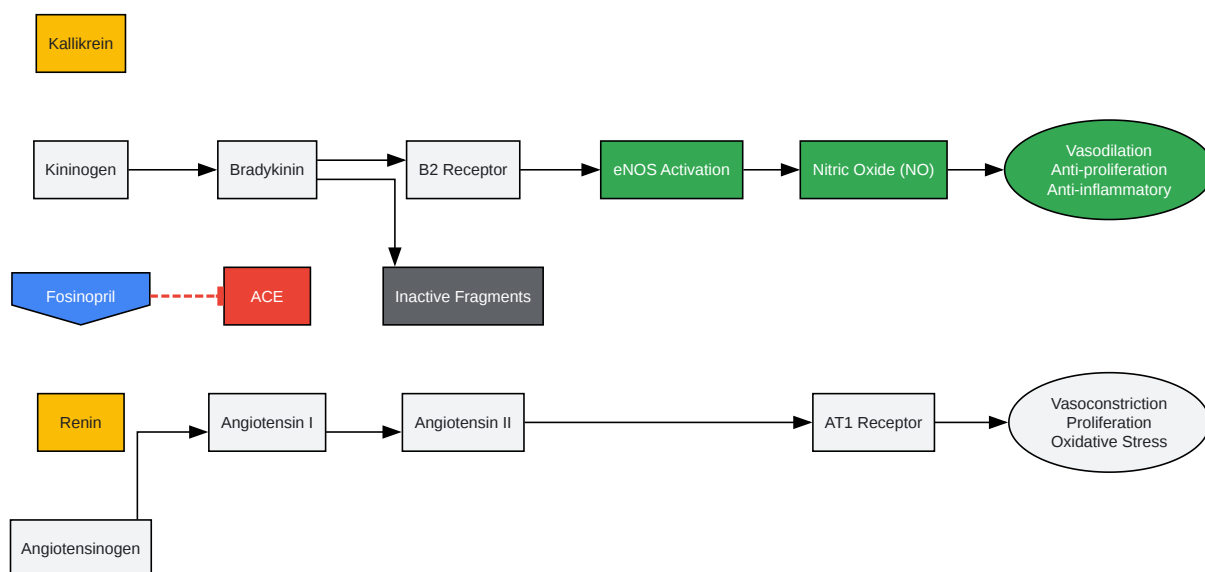 Kallikrein
Kininogen
Bradykinin
B2 Receptor
eNOS Activation
Nitric Oxide (NO)
Vasodilation
Anti-proliferation
Anti-inflammatory
Fosinopril
ACE
Inactive Fragments
Renin
Angiotensin I
Angiotensin II
AT1 Receptor
Vasoconstriction
Proliferation
Oxidative Stress
Angiotensinogen